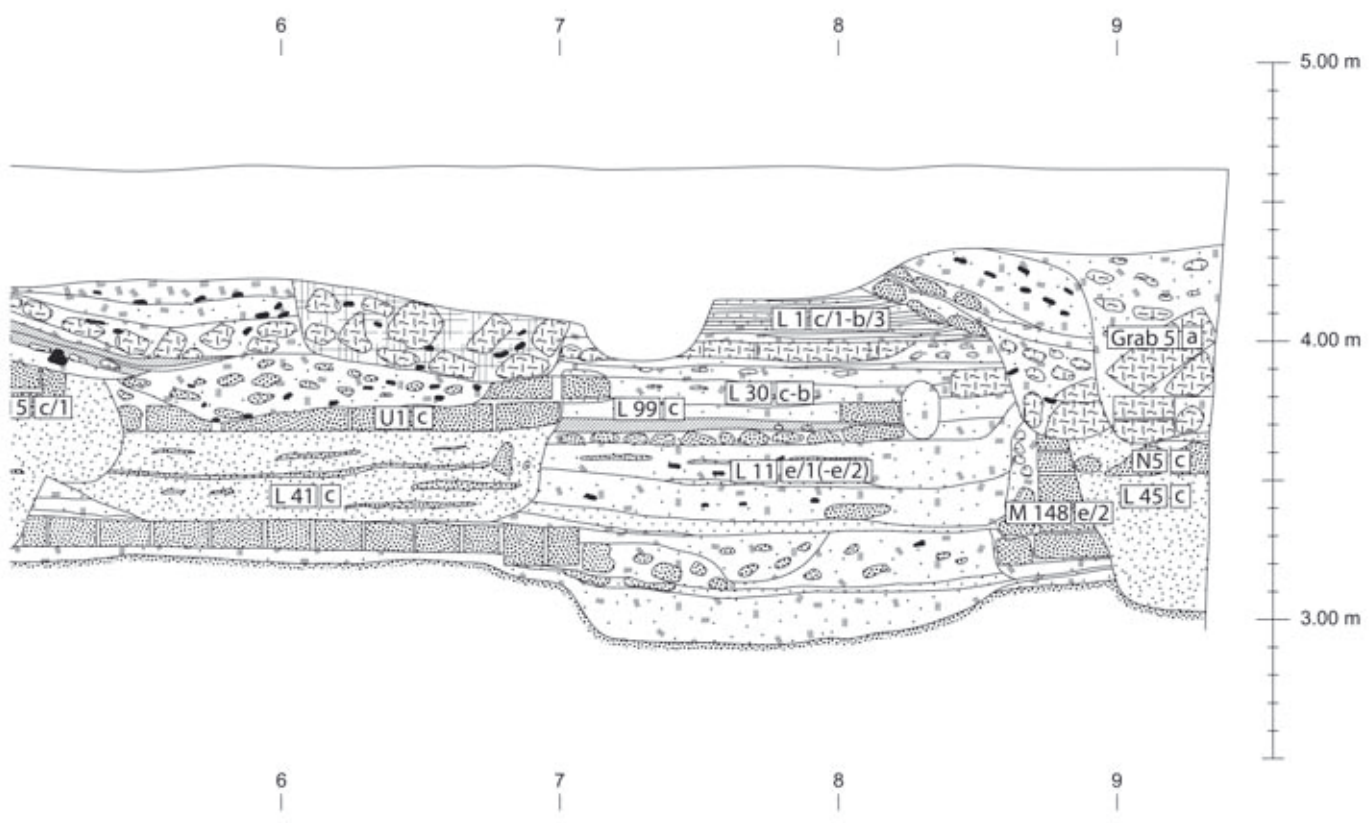 6 7 8 9
5.00 m
L 1 c/1-b/3
Grab 5 a
4.00 m
L 30 c-b
5 c/1
L 99 c
U1 c
N5 c
L 11 e/1(-e/2)
L 41 c
L 45 c
M 148 e/2
3.00 m
6 7 8 9